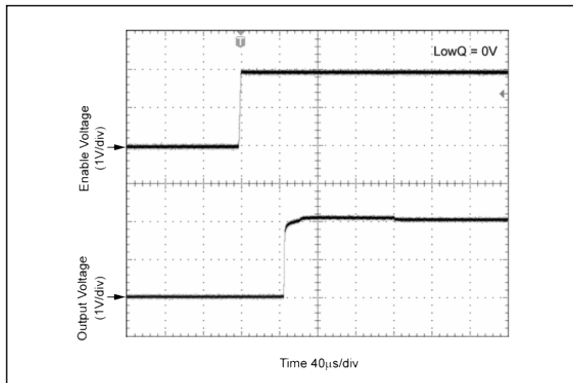 T
LowQ = 0V
Enable Voltage
(1V/div)
Output Voltage
(1V/div)
Time 40µs/div